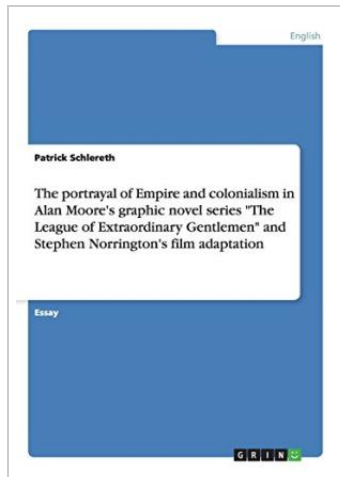 English
Patrick Schlereth
The portrayal of Empire and colonialism in
Alan Moore's graphic novel series "The
League of Extraordinary Gentlemen" and
Stephen Norrington's film adaptation
Essay
GRIN